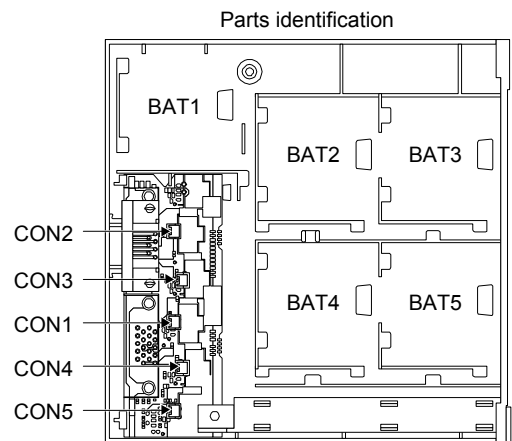 Parts identification
BAT1
BAT2
BAT3
CON2
CON3
BAT4
BAT5
CON1
CON4
CON5